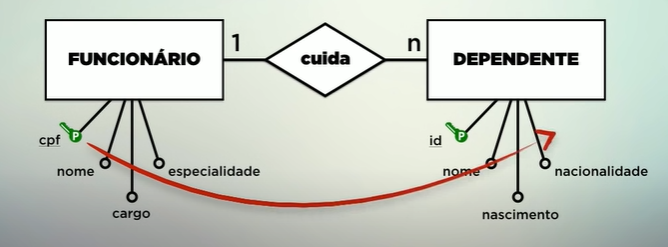 FUNCIONÁRIO
1
cuida
n
DEPENDENTE
cpf
P
nome
cargo
especialidade
id
P
nome
nascimento
nacionalidade